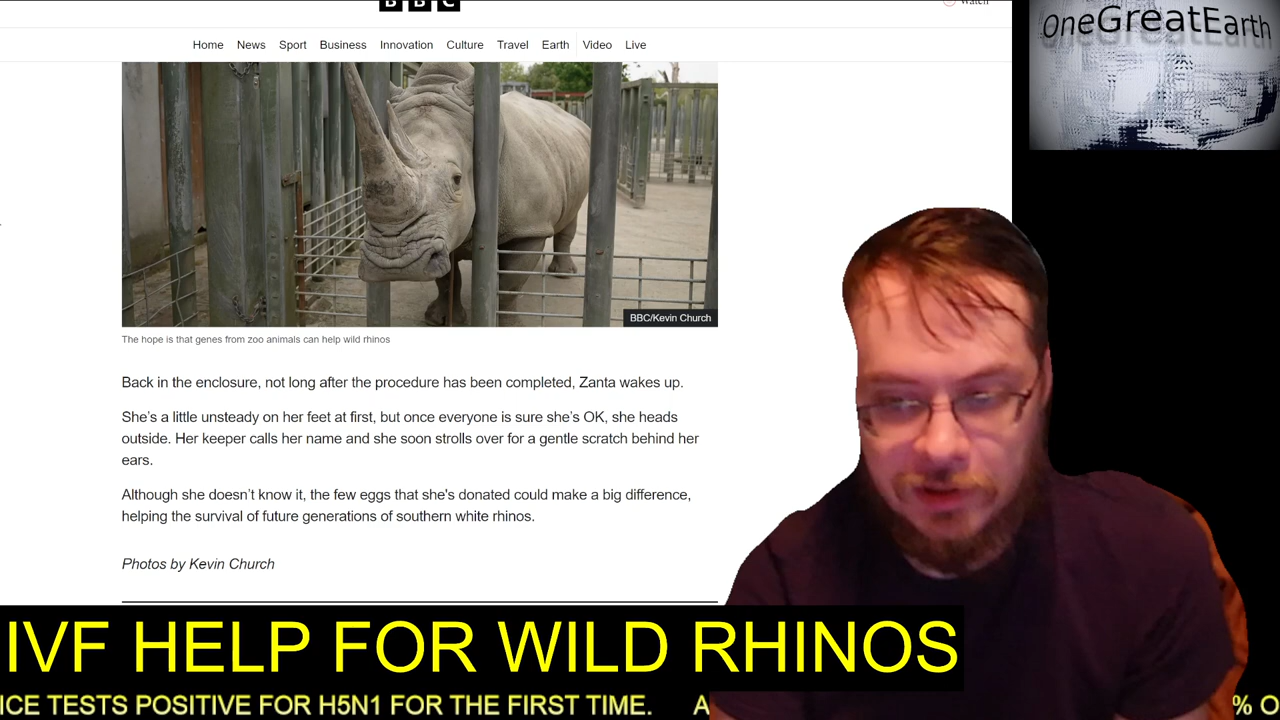 BBC
Watch
OneGreatEarth
Home News Sport Business Innovation Culture Travel Earth Video Live
BBC/Kevin Church
The hope is that genes from zoo animals can help wild rhinos
Back in the enclosure, not long after the procedure has been completed, Zanta wakes up.
She's a little unsteady on her feet at first, but once everyone is sure she's OK, she heads
outside. Her keeper calls her name and she soon strolls over for a gentle scratch behind her
ears.
Although she doesn't know it, the few eggs that she's donated could make a big difference,
helping the survival of future generations of southern white rhinos.
Photos by Kevin Church
IVF HELP FOR WILD RHINOS
ICE TESTS POSITIVE FOR H5N1 FOR THE FIRST TIME. A % O